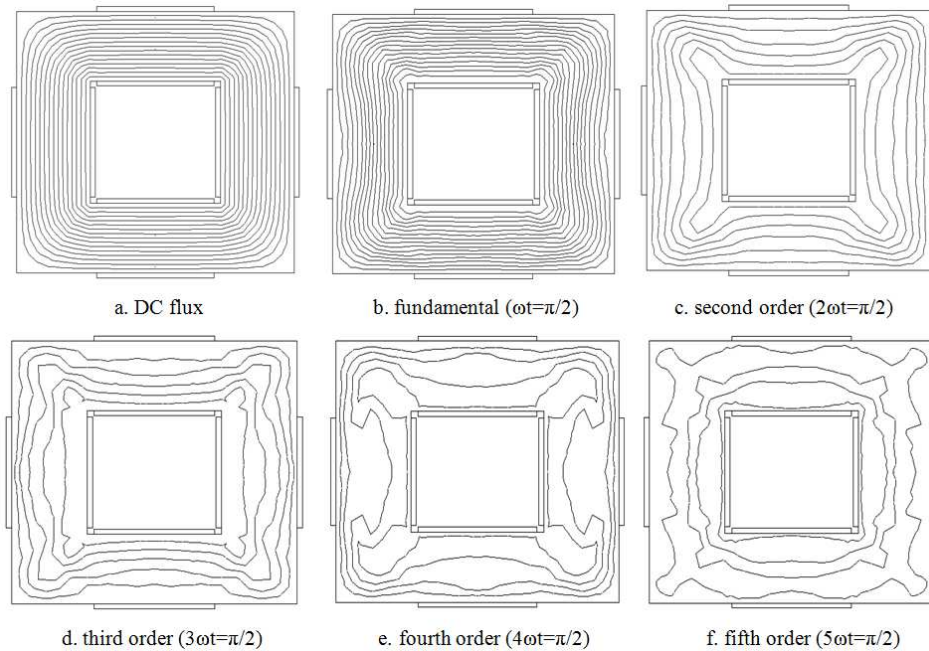 a. DC flux
b. fundamental (ωt=π/2)
c. second order (2ωt=π/2)
d. third order (3ωt=π/2)
e. fourth order (4ωt=π/2)
f. fifth order (5ωt=π/2)